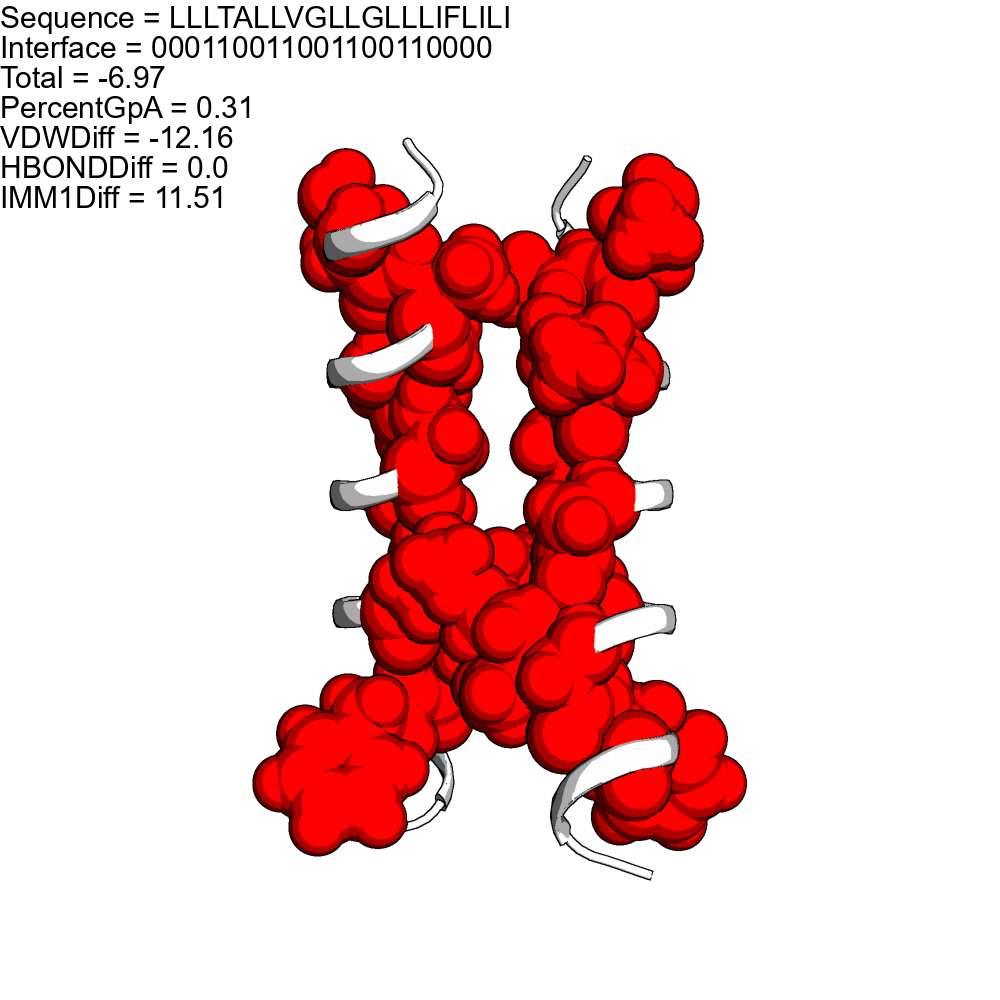 Sequence = LLLTALLVGLLGLLLIFLILI
Interface = 000110011001100110000
Total = -6.97
PercentGpA = 0.31
VDWDiff = -12.16
HBONDDiff = 0.0
IMM1Diff = 11.51